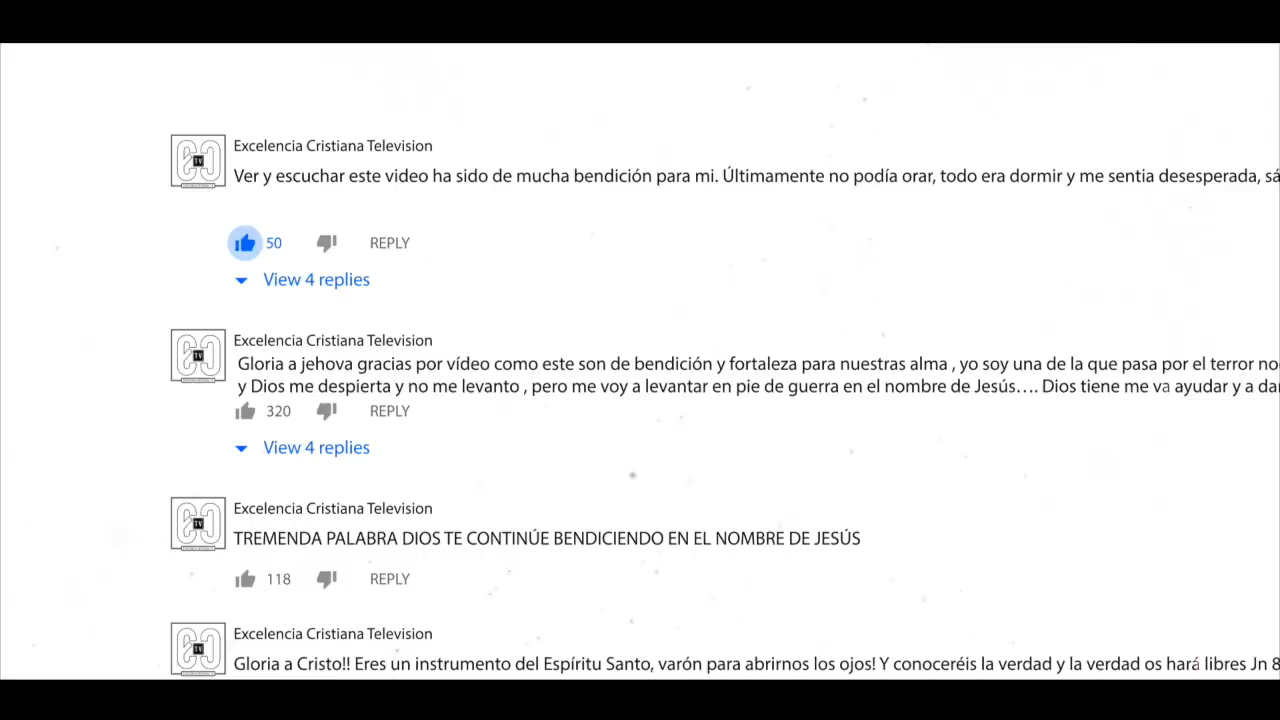 Excelencia Cristiana Television
Ver y escuchar este video ha sido de mucha bendición para mi. Últimamente no podía orar, todo era dormir y me sentia desesperada,
50 REPLY
View 4 replies
Excelencia Cristiana Television
Gloria a jehova gracias por vídeo como este son de bendición y fortaleza para nuestras alma , yo soy una de la que pasa por el terror
y Dios me despierta y no me levanto , pero me voy a levantar en pie de guerra en el nombre de Jesús…. Dios tiene me va ayudar y a
320 REPLY
View 4 replies
Excelencia Cristiana Television
TREMENDA PALABRA DIOS TE CONTINÚE BENDICIENDO EN EL NOMBRE DE JESÚS
118 REPLY
Excelencia Cristiana Television
Gloria a Cristo!! Eres un instrumento del Espíritu Santo, varón para abrirnos los ojos! Y conoceréis la verdad y la verdad os hará libres Jn 8
TV
TV
TV
TV